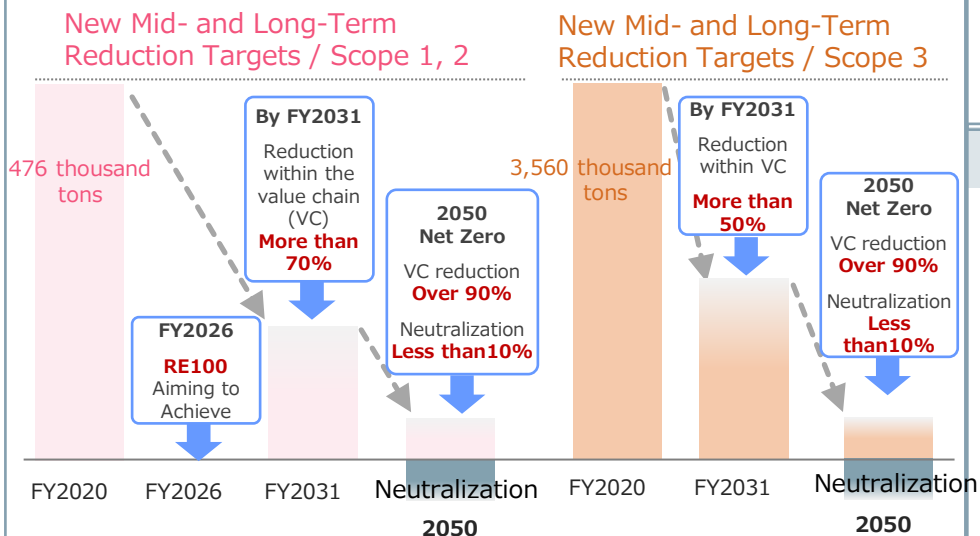 New Mid- and Long-Term
Reduction Targets / Scope 1, 2
476 thousand
tons
By FY2031
Reduction
within the
value chain
(VC)
More than
70%
2050
Net Zero
VC reduction
Over 90%
Neutralization
Less than10%
FY2026
RE100
Aiming to
Achieve
FY2020
FY2026
FY2031
Neutralization
2050
New Mid- and Long-Term
Reduction Targets / Scope 3
3,560 thousand
tons
By FY2031
Reduction
within VC
More than
50%
2050
Net Zero
VC reduction
Over 90%
Neutralization
Less
than10%
FY2020
FY2031
Neutralization
2050